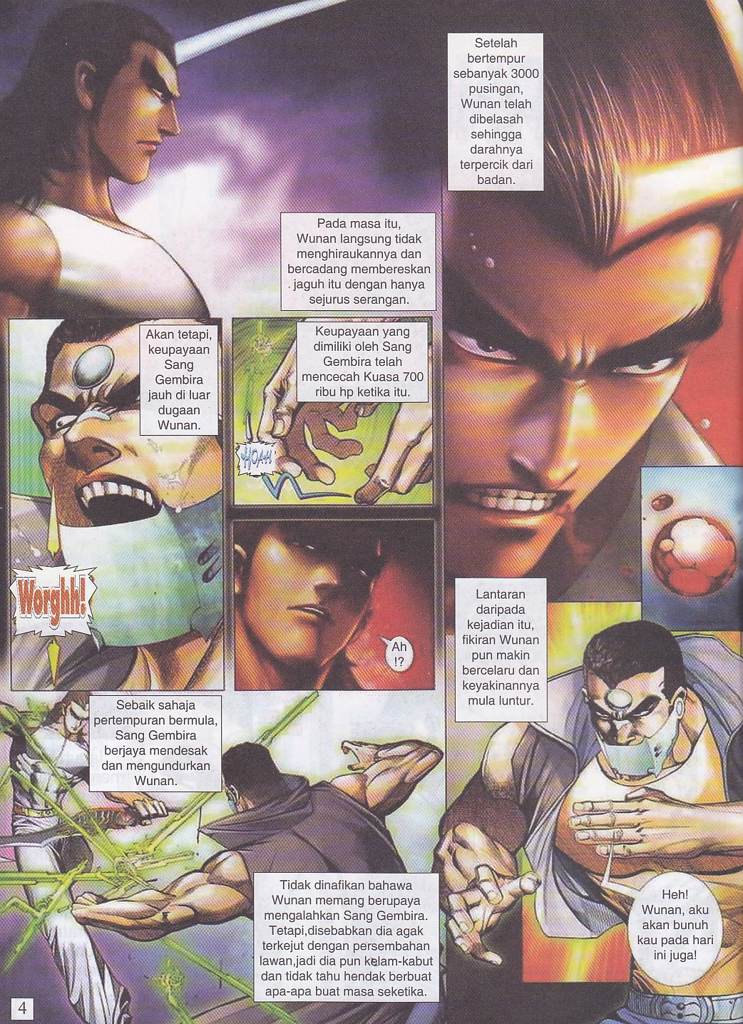 Setelah
bertempur
sebanyak 3000
pusingan,
Wunan telah
dibelasah
sehingga
darahnya
terpercik dari
badan.
Pada masa itu,
Wunan langsung tidak
menghiraukannya dan
bercadang membereskan
jaguh itu dengan hanya
sejurus serangan.
Akan tetapi,
keupayaan
Sang
Gembira
jauh di luar
dugaan
Wunan.
Keupayaan yang
dimiliki oleh Sang
Gembira telah
mencecah Kuasa 700
ribu hp ketika itu.
HOAH
Worghh!
Ah
!?
Lantaran
daripada
kejadian itu,
fikiran Wunan
pun makin
bercelaru dan
keyakinannya
mula luntur.
Sebaik sahaja
pertempuran bermula,
Sang Gembira
berjaya mendesak
dan mengundurkan
Wunan.
Tidak dinafikan bahawa
Wunan memang berupaya
mengalahkan Sang Gembira.
Tetapi,disebabkan dia agak
terkejut dengan persembahan
lawan,jadi dia pun kelam-kabut
dan tidak tahu hendak berbuat
apa-apa buat masa seketika.
Heh!
Wunan, aku
akan bunuh
kau pada hari
ini juga!
4